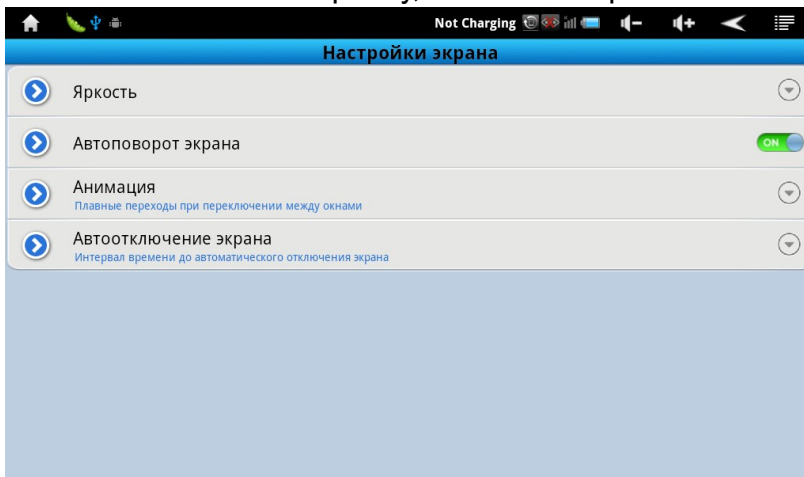 Not Charging
Настройки экрана
Яркость
Автоповорот экрана
ON
Анимация
Плавные переходы при переключении между окнами
Автоотключение экрана
Интервал времени до автоматического отключения экрана